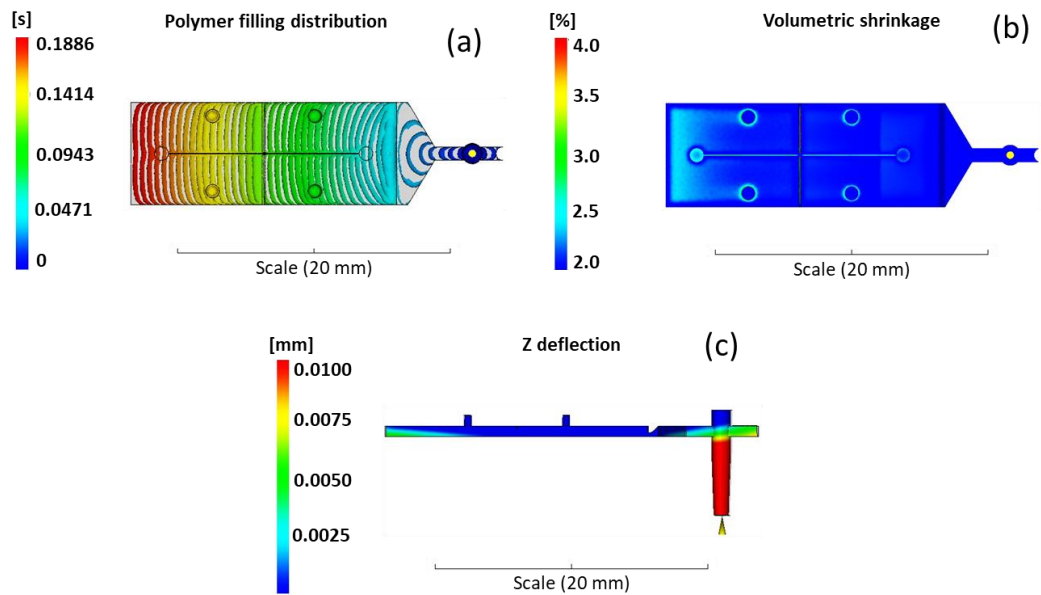 [s]
Polymer filling distribution
(a)
0.1886
0.1414
0.0943
0.0471
0
Scale (20 mm)
[%]
Volumetric shrinkage
(b)
4.0
3.5
3.0
2.5
2.0
Scale (20 mm)
[mm]
Z deflection
(c)
0.0100
0.0075
0.0050
0.0025
Scale (20 mm)